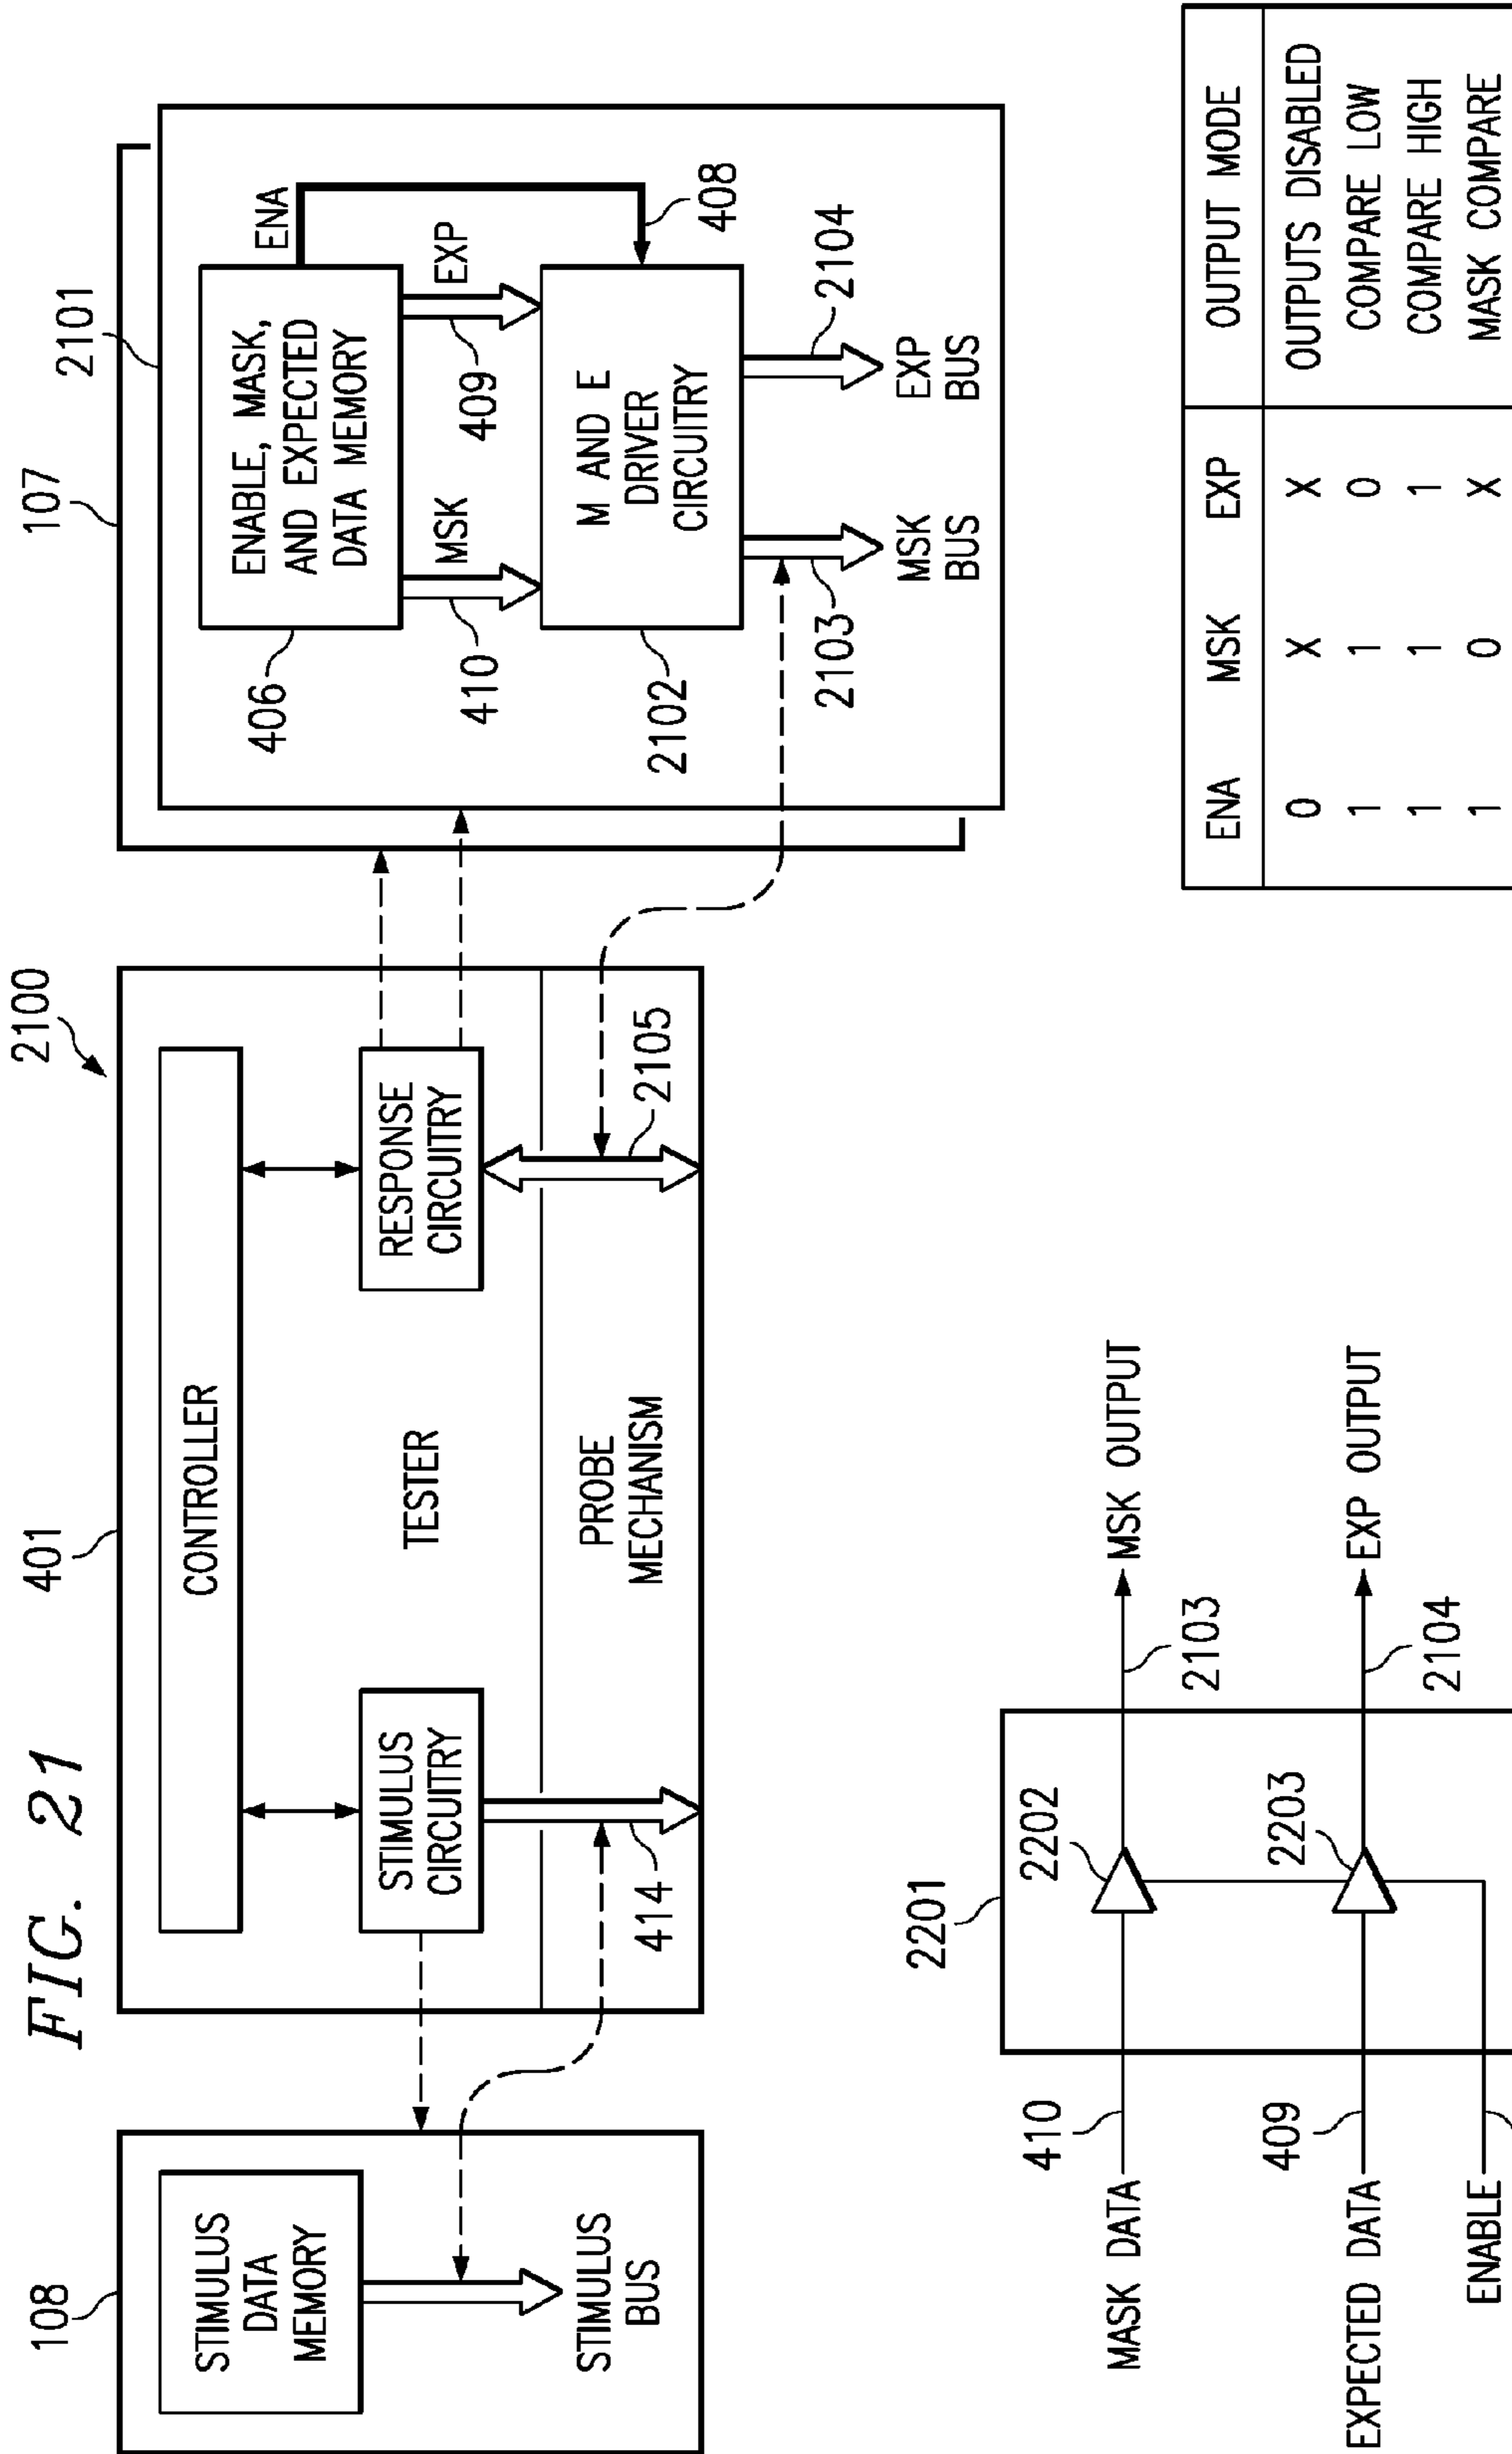 FIG. 21
108
STIMULUS
DATA
MEMORY
STIMULUS
BUS
401
2100
CONTROLLER
STIMULUS
CIRCUITRY
TESTER
RESPONSE
CIRCUITRY
414
PROBE
MECHANISM
2105
107
2101
ENABLE, MASK,
AND EXPECTED
DATA MEMORY
ENA
406
410
MSK
409
EXP
408
M AND E
DRIVER
CIRCUITRY
2102
2103
2104
MSK
BUS
EXP
BUS
2201
MASK DATA
410
2202
2103
MSK OUTPUT
EXPECTED DATA
409
2203
2104
EXP OUTPUT
ENABLE
ENA MSK EXP OUTPUT MODE
0 X X OUTPUTS DISABLED
1 1 0 COMPARE LOW
1 1 1 COMPARE HIGH
1 0 X MASK COMPARE